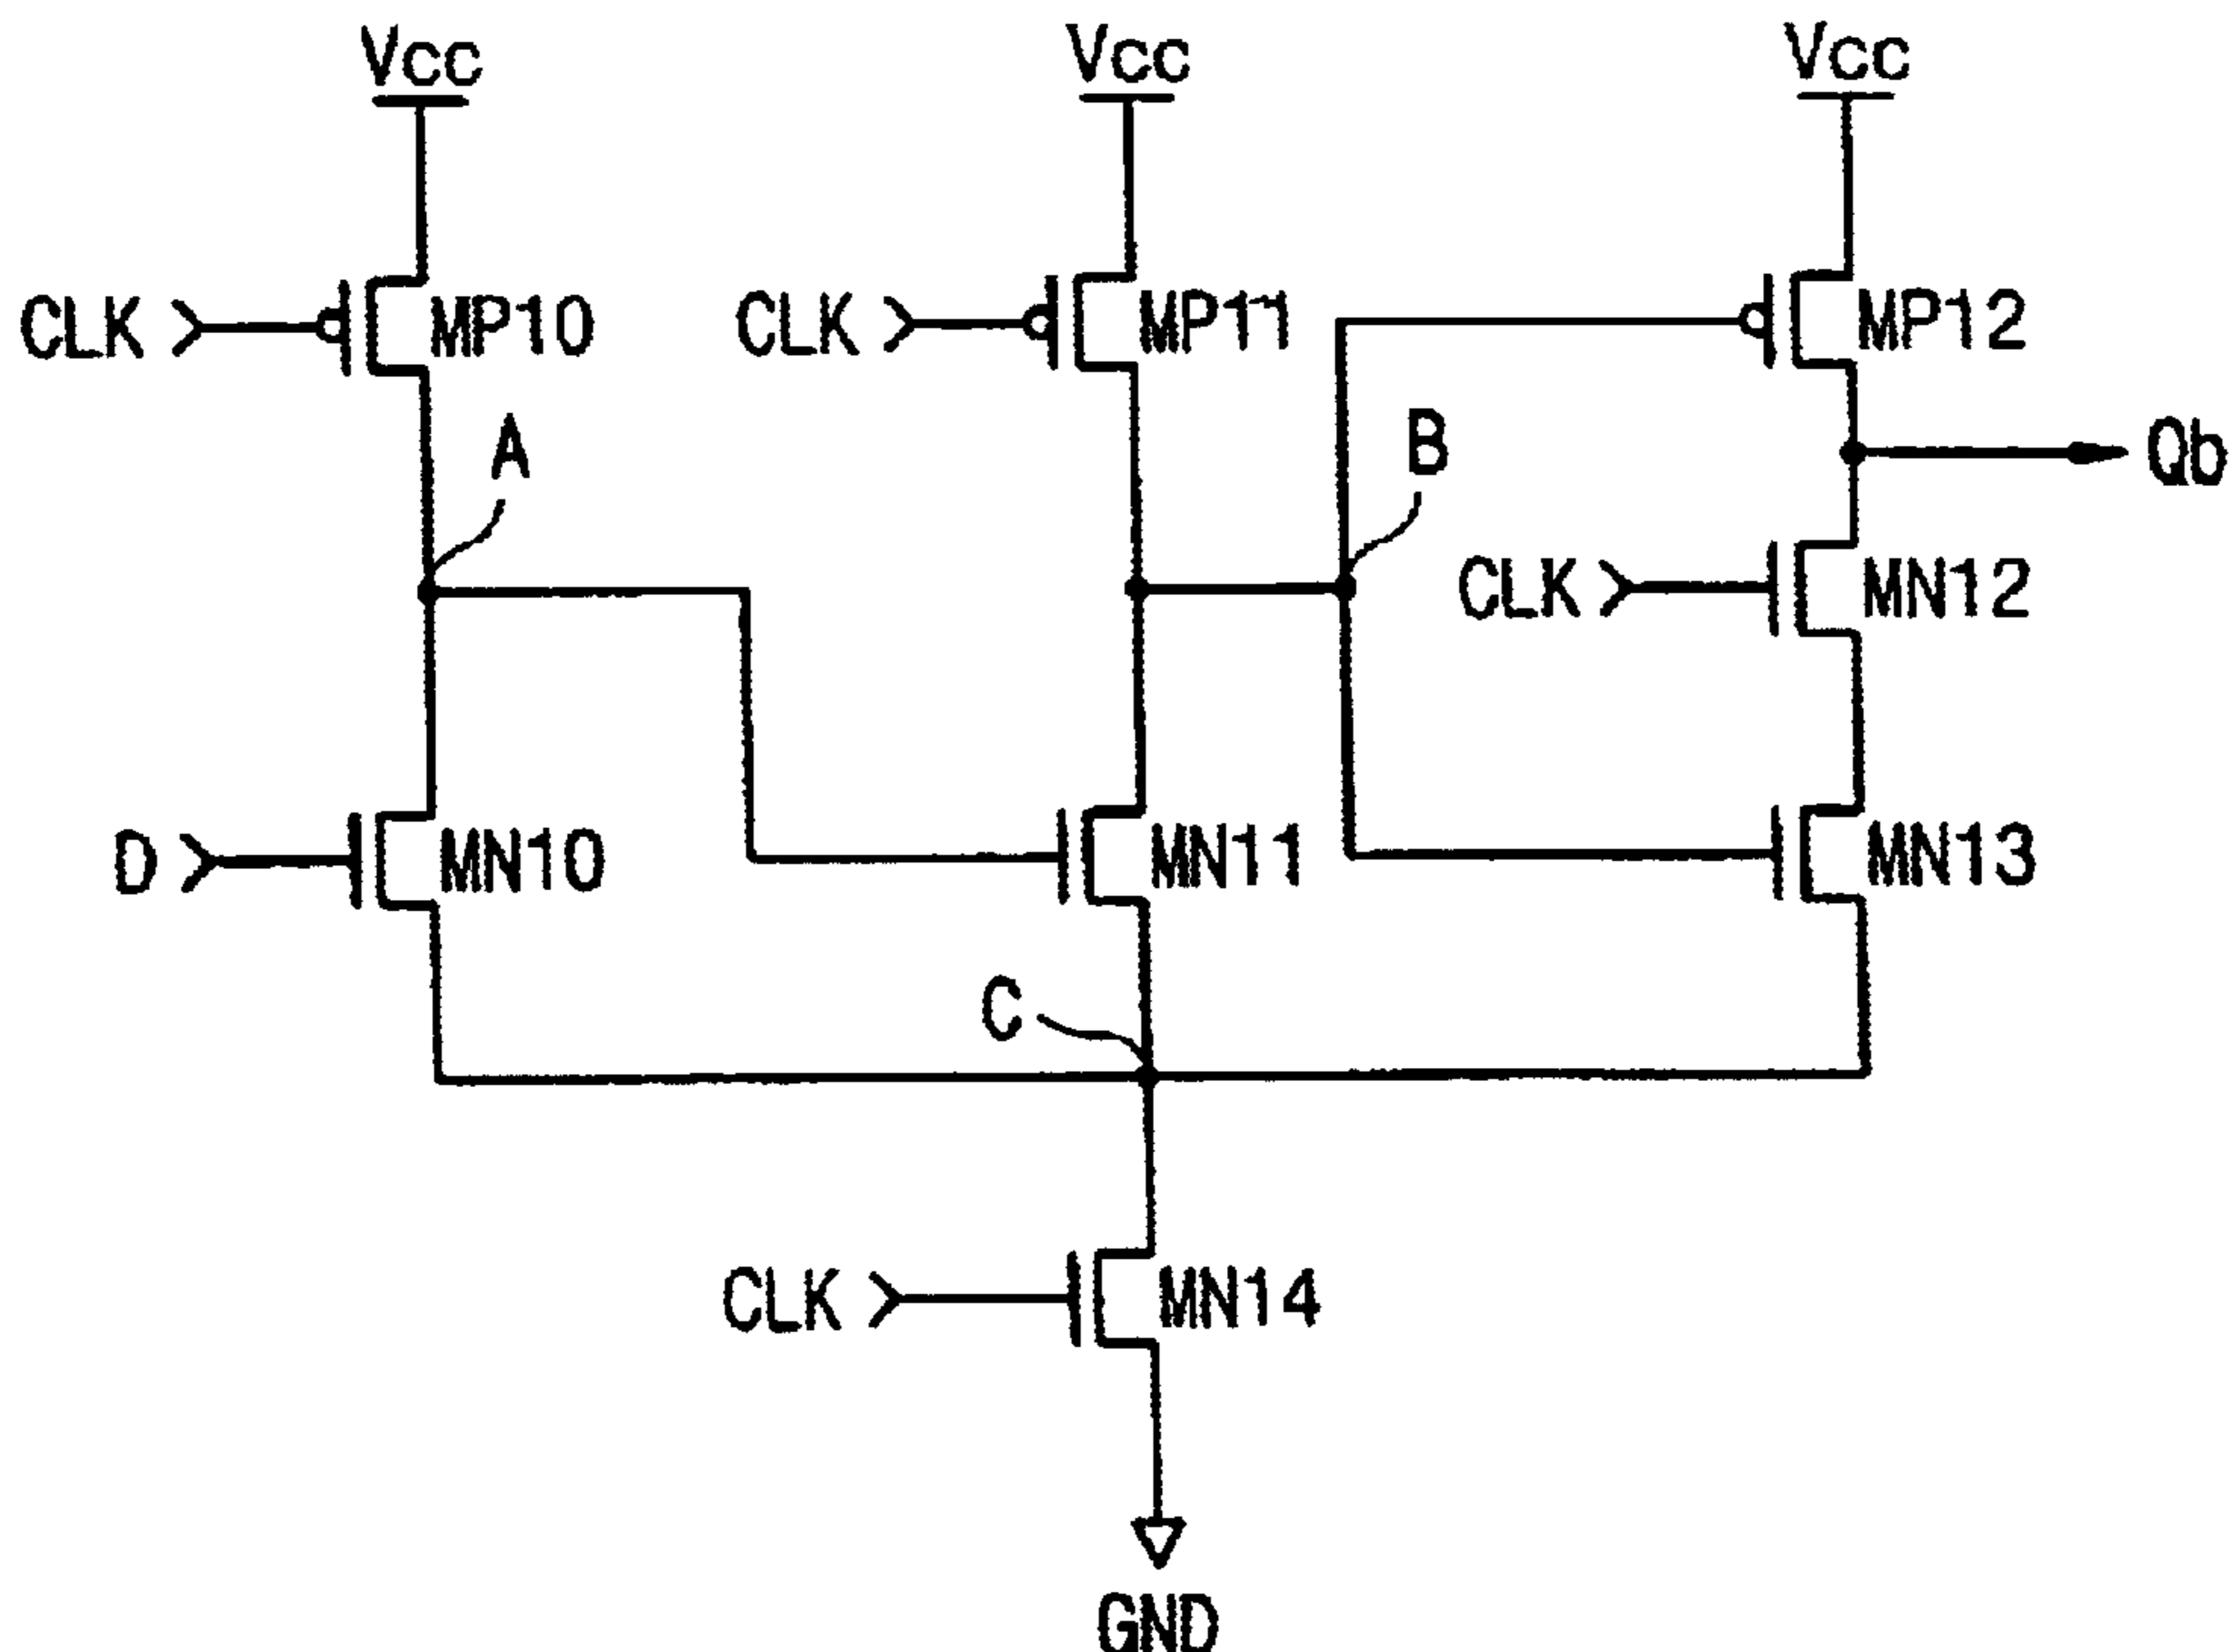 Vcc
Vcc
Vcc
CLK
MP10
CLK
MP11
MP12
A
B
Qb
CLK
MN12
D
MN10
MN11
MN13
C
CLK
MN14
GND